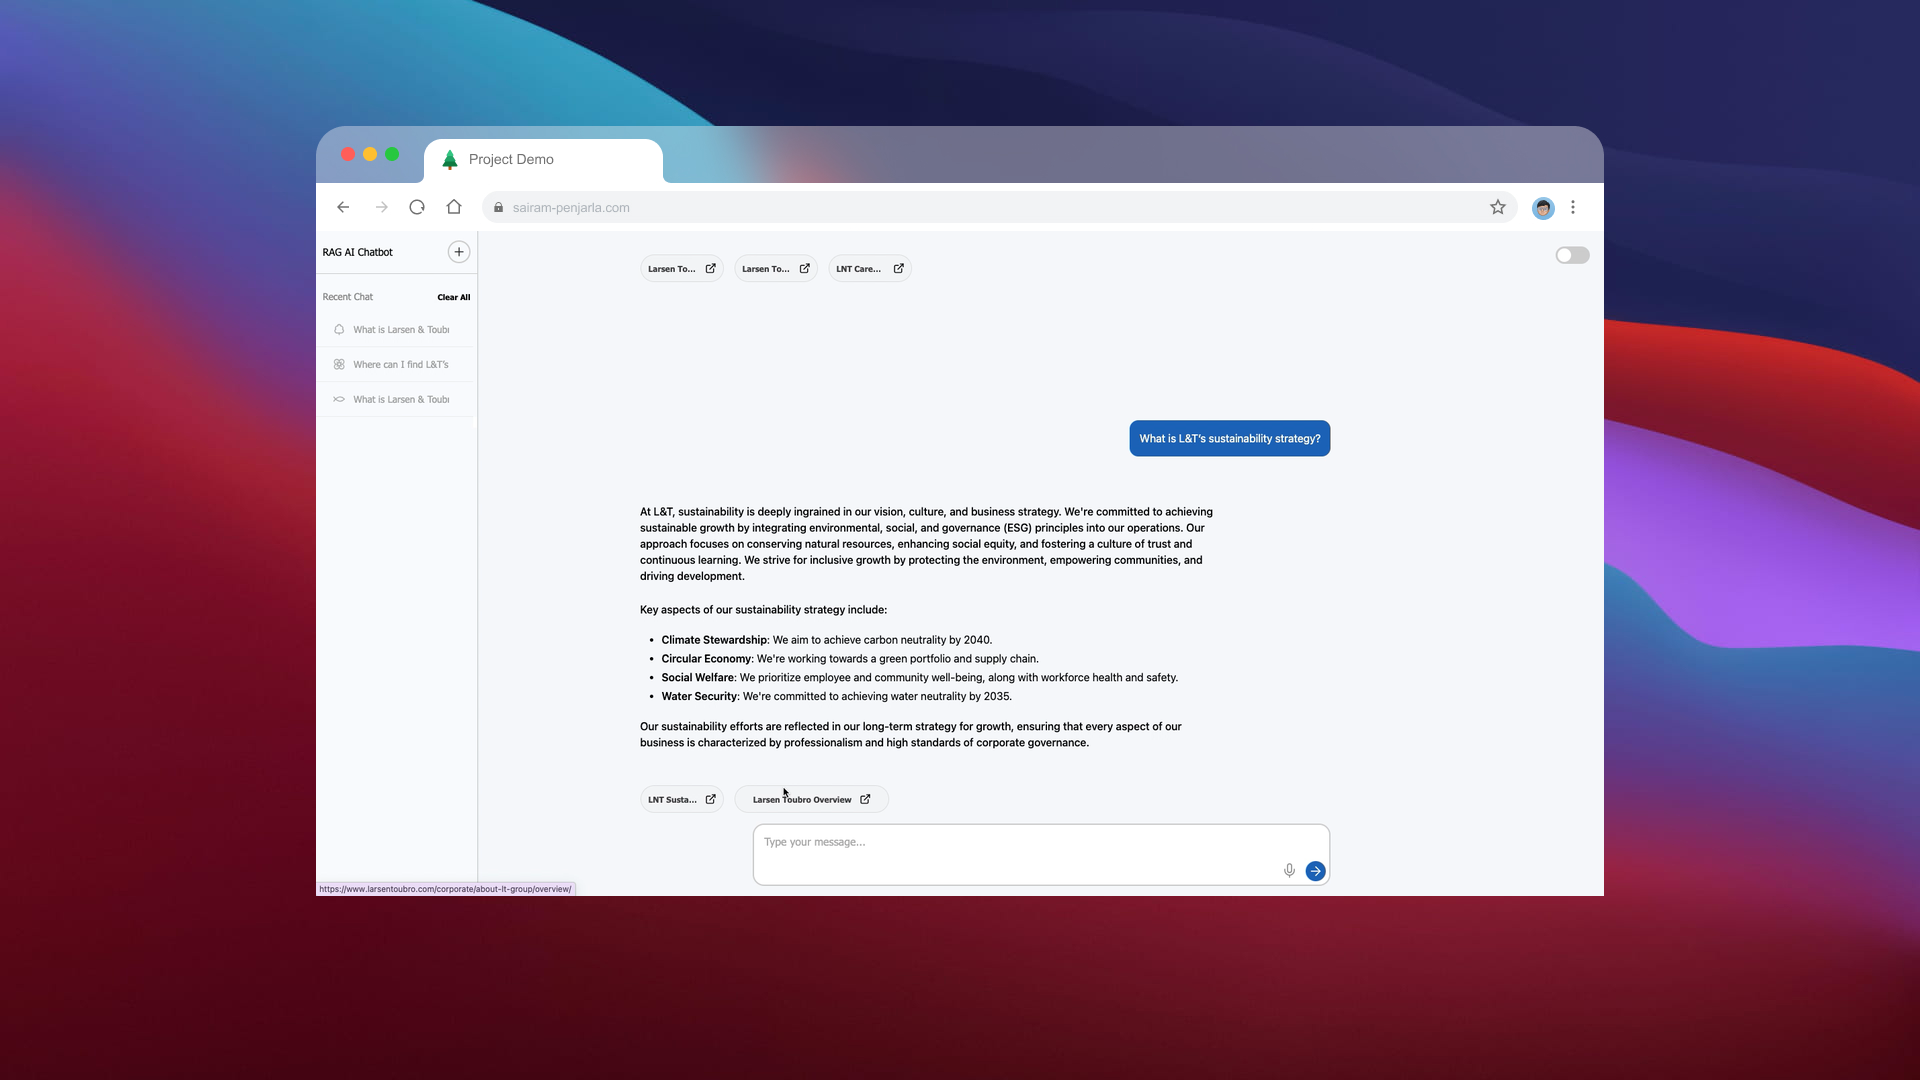 Project Demo
sairam-penjarla.com
RAG AI Chatbot
Recent Chat Clear All
What is Larsen & Toub
Where can I find L&T's
What is Larsen & Toub
Larsen To... Larsen To... LNT Care...
What is L&T's sustainability strategy?
At L&T, sustainability is deeply ingrained in our vision, culture, and business strategy. We're committed to achieving
sustainable growth by integrating environmental, social, and governance (ESG) principles into our operations. Our
approach focuses on conserving natural resources, enhancing social equity, and fostering a culture of trust and
continuous learning. We strive for inclusive growth by protecting the environment, empowering communities, and
driving development.
Key aspects of our sustainability strategy include:
• Climate Stewardship: We aim to achieve carbon neutrality by 2040.
• Circular Economy: We're working towards a green portfolio and supply chain.
• Social Welfare: We prioritize employee and community well-being, along with workforce health and safety.
• Water Security: We're committed to achieving water neutrality by 2035.
Our sustainability efforts are reflected in our long-term strategy for growth, ensuring that every aspect of our
business is characterized by professionalism and high standards of corporate governance.
LNT Susta... Larsen Toubro Overview
Type your message...
https://www.larsentoubro.com/corporate/about-lt-group/overview/